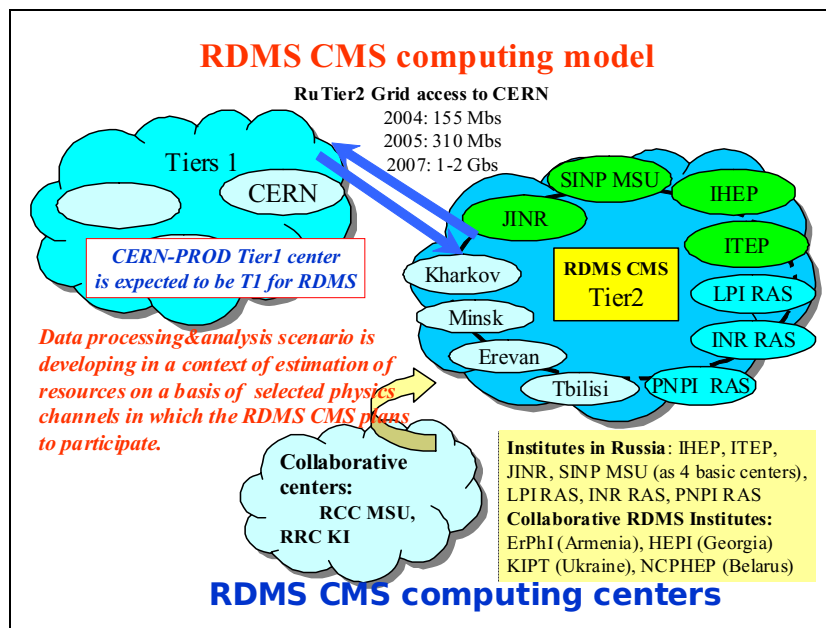 RDMS CMS computing model
RuTier2 Grid access to CERN
2004: 155 Mbs
2005: 310 Mbs
2007: 1-2 Gbs
Tiers 1
CERN
CERN-PROD Tier1 center
is expected to be T1 for RDMS
SINP MSU
IHEP
JINR
ITEP
Kharkov
RDMS CMS
Tier2
LPI RAS
Minsk
INR RAS
Erevan
Tbilisi
PNPI RAS
Data processing&analysis scenario is
developing in a context of estimation of
resources on a basis of selected physics
channels in which the RDMS CMS plans
to participate.
Collaborative
centers:
RCC MSU,
RRC KI
Institutes in Russia: IHEP, ITEP,
JINR, SINP MSU (as 4 basic centers),
LPI RAS, INR RAS, PNPI RAS
Collaborative RDMS Institutes:
ErPhI (Armenia), HEPI (Georgia)
KIPT (Ukraine), NCPHEP (Belarus)
RDMS CMS computing centers